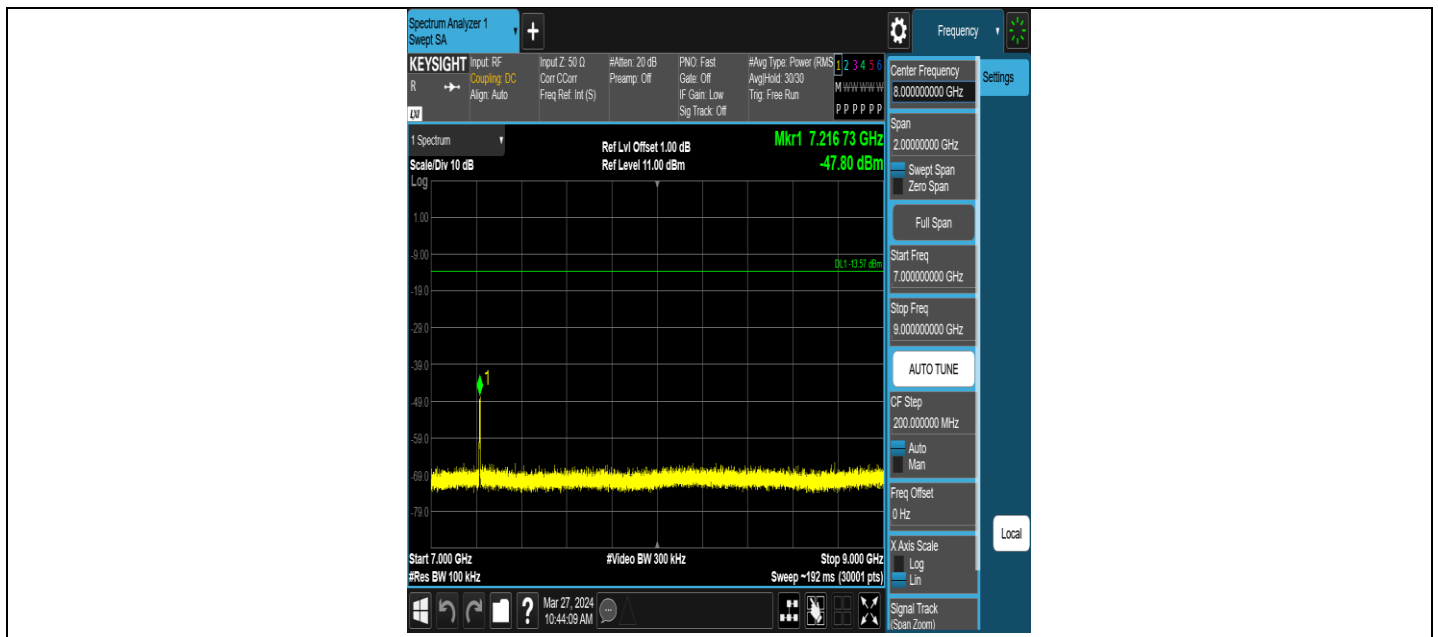 Spectrum Analyzer 1
Swept SA
+
Frequency
KEYSIGHT
R
LXI
Input: RF
Coupling: DC
Align: Auto
Input Z: 50 Ω
Corr CCorr
Freq Ref: Int (S)
#Atten: 20 dB
Preamp: Off
PNO: Fast
Gate: Off
IF Gain: Low
Sig Track: Off
#Avg Type: Power (RMS
Avg|Hold: 30/30
Trig: Free Run
1 2 3 4 5 6
M W W W W W
P P P P P P
1 Spectrum
Scale/Div 10 dB
Log
Ref Lvl Offset 1.00 dB
Ref Level 11.00 dBm
Mkr1 7.216 73 GHz
-47.80 dBm
1.00
-9.00
DL1 -13.57 dBm
-19.0
-29.0
-39.0
1
-49.0
-59.0
-69.0
-79.0
Start 7.000 GHz
#Video BW 300 kHz
Stop 9.000 GHz
#Res BW 100 kHz
Sweep ~192 ms (30001 pts)
Center Frequency
8.000000000 GHz
Settings
Span
2.00000000 GHz
Swept Span
Zero Span
Full Span
Start Freq
7.000000000 GHz
Stop Freq
9.000000000 GHz
AUTO TUNE
CF Step
200.000000 MHz
Auto
Man
Freq Offset
0 Hz
X Axis Scale
Log
Lin
Signal Track
(Span Zoom)
Local
?
Mar 27, 2024
10:44:09 AM